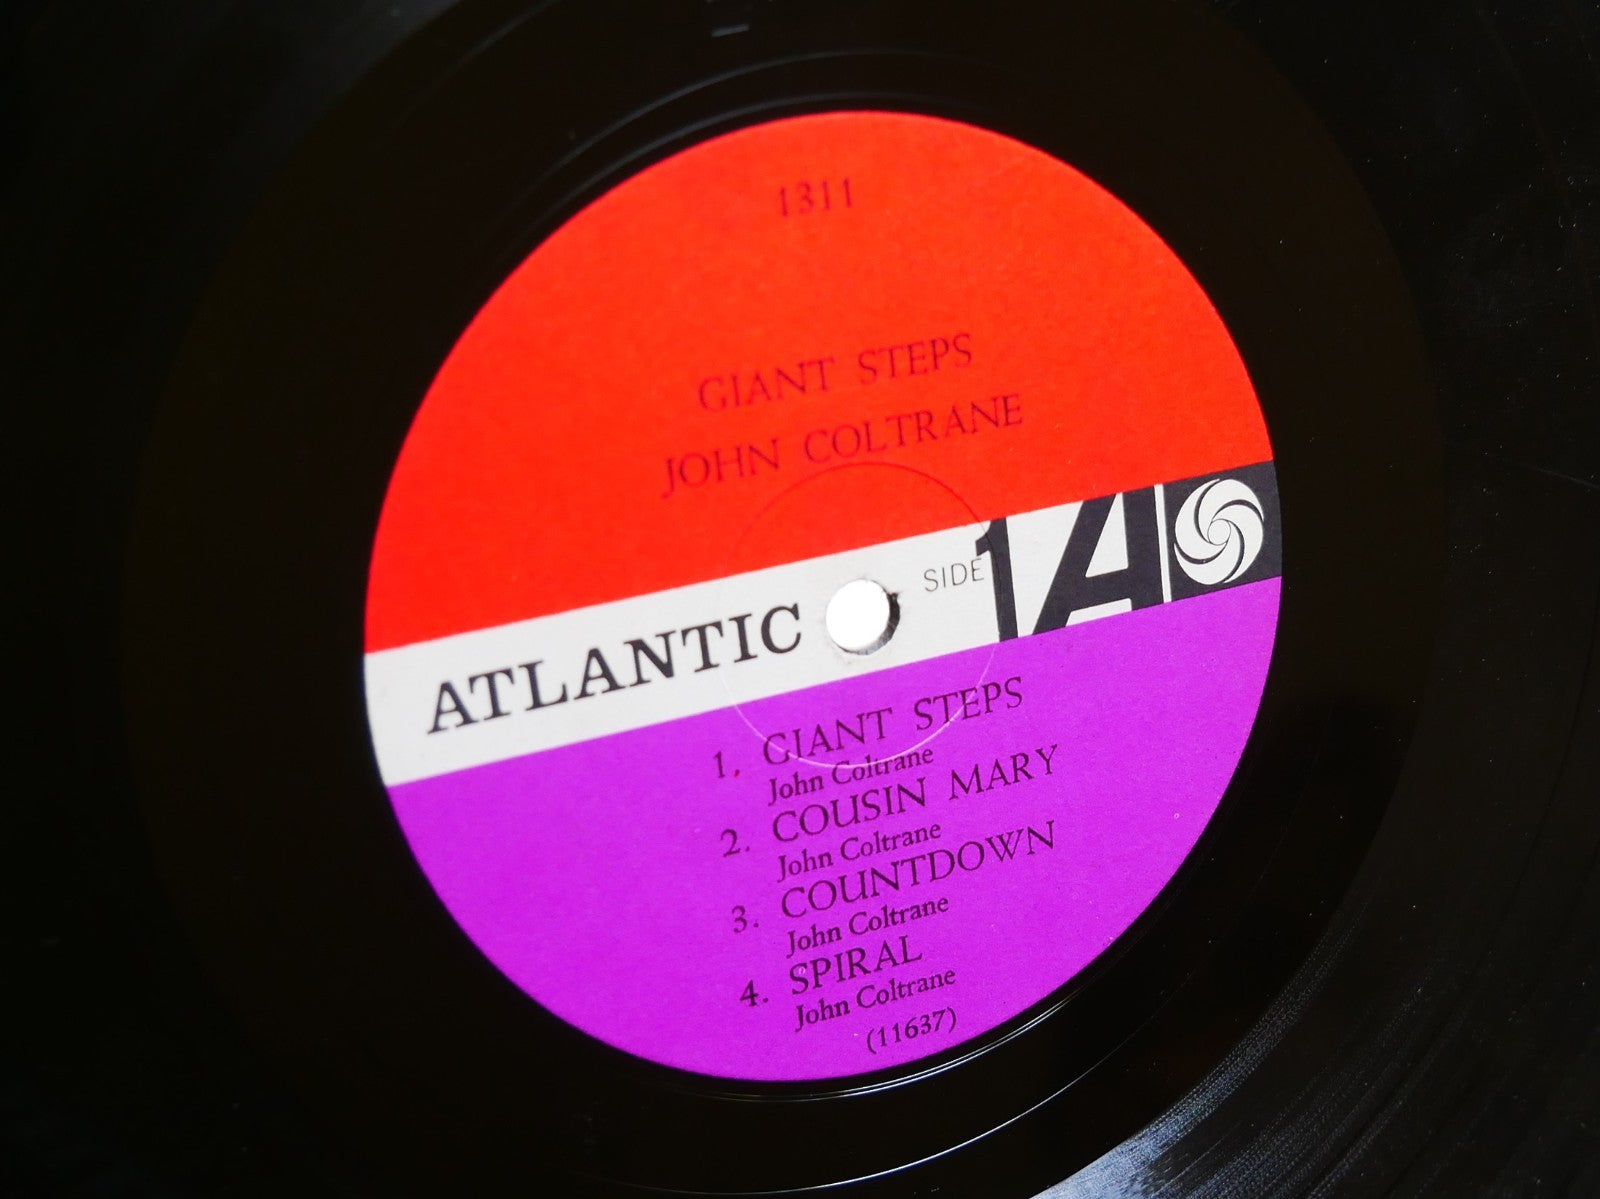 1311
GIANT STEPS
JOHN COLTRANE
ATLANTIC SIDE 1 A
1. GIANT STEPS
John Coltrane
2. COUSIN MARY
John Coltrane
3. COUNTDOWN
John Coltrane
4. SPIRAL
John Coltrane
(11637)